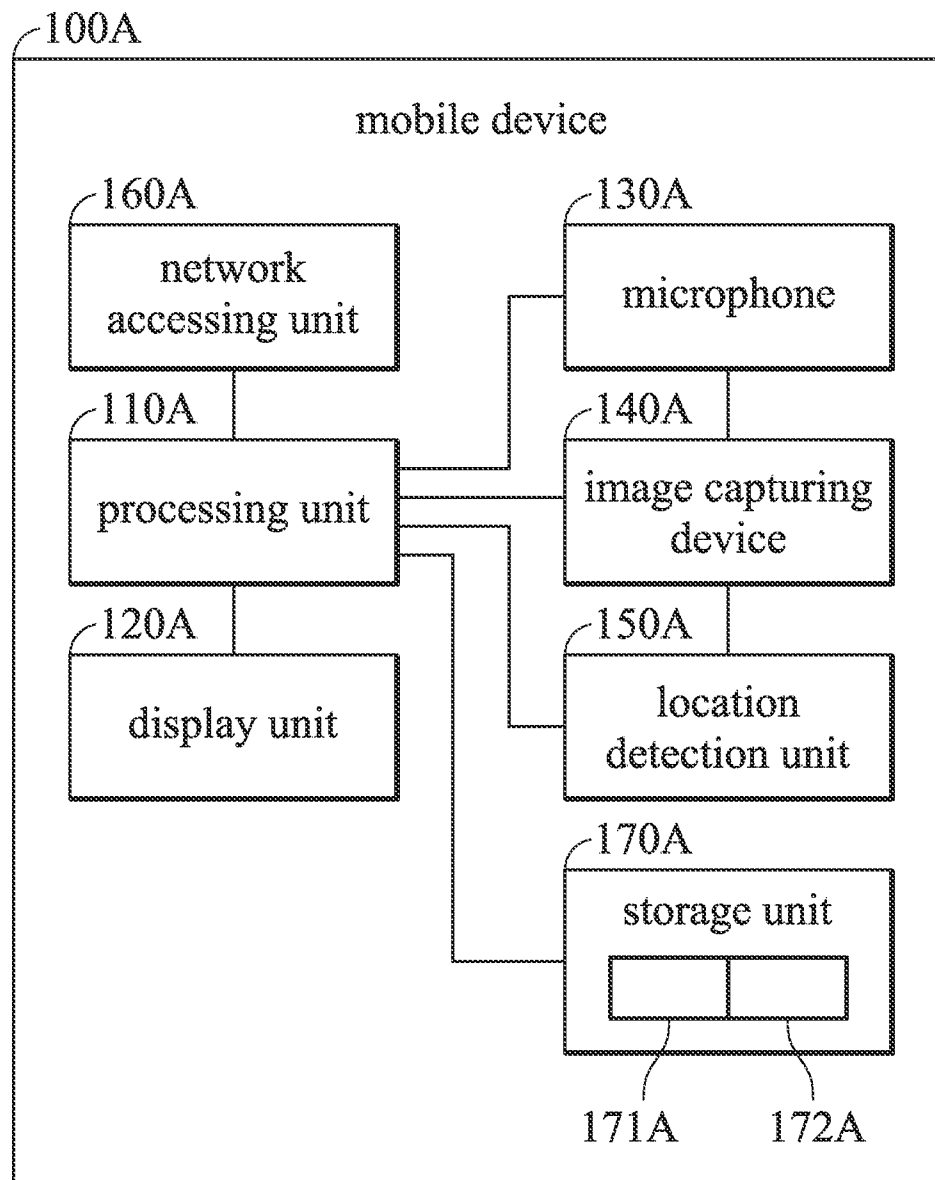 100A
mobile device
160A
network
accessing unit
130A
microphone
110A
processing unit
140A
image capturing
device
120A
display unit
150A
location
detection unit
170A
storage unit
171A
172A